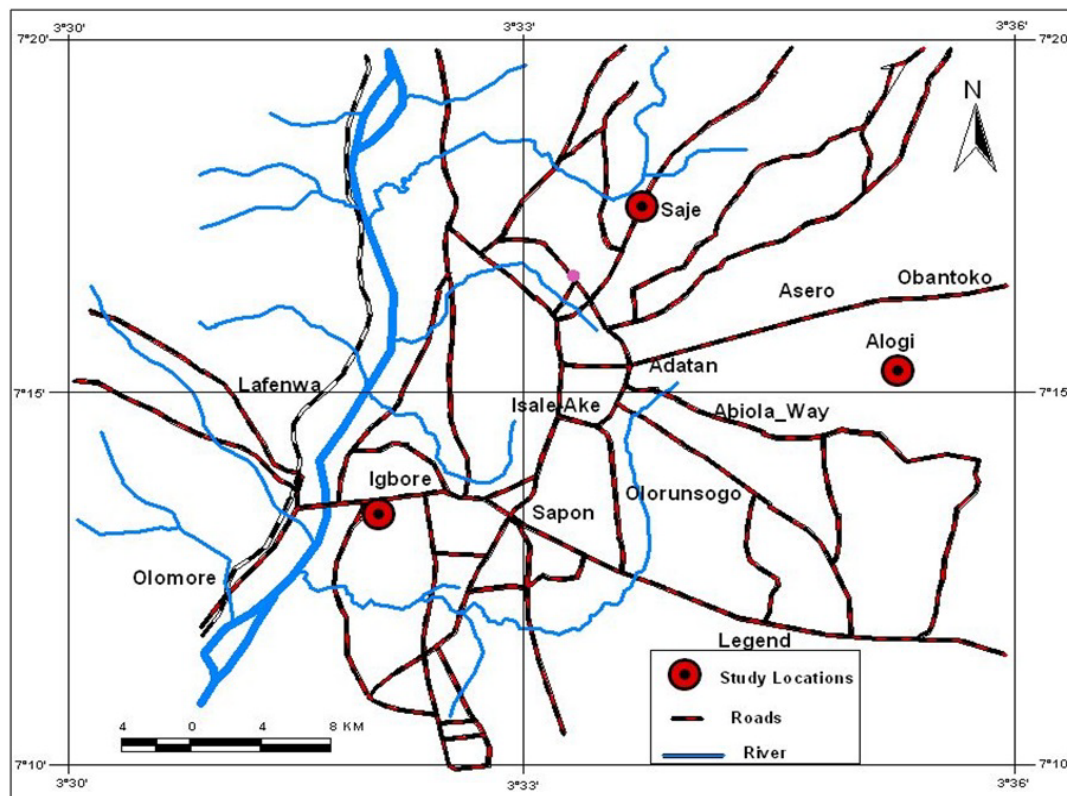 3°30' 3°33' 3°36'
7°20' 7°20'
N
Saje
Obantoko
Asero
Alogi
Adatan
7°15' 7°15'
Lafenwa
Isale-Ake
Abiola_Way
Igbore
Olorunsogo
Sapon
Olomore
Legend
Study Locations
Roads
River
4 0 4 8 KM
7°10' 7°10'
3°30' 3°33' 3°36'